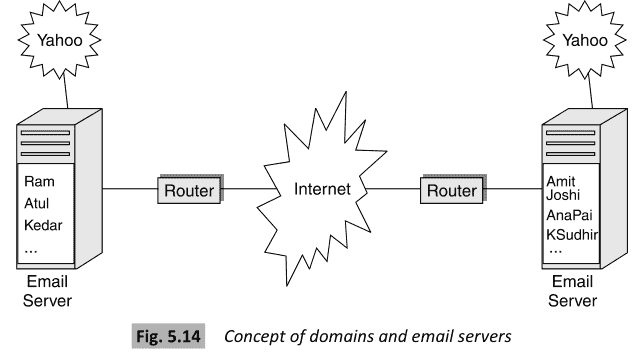 Yahoo
Yahoo
Ram
Atul
Kedar
...
Email
Server
Router
Internet
Router
Amit
Joshi
AnaPai
KSudhir
...
Email
Server
Fig. 5.14 Concept of domains and email servers